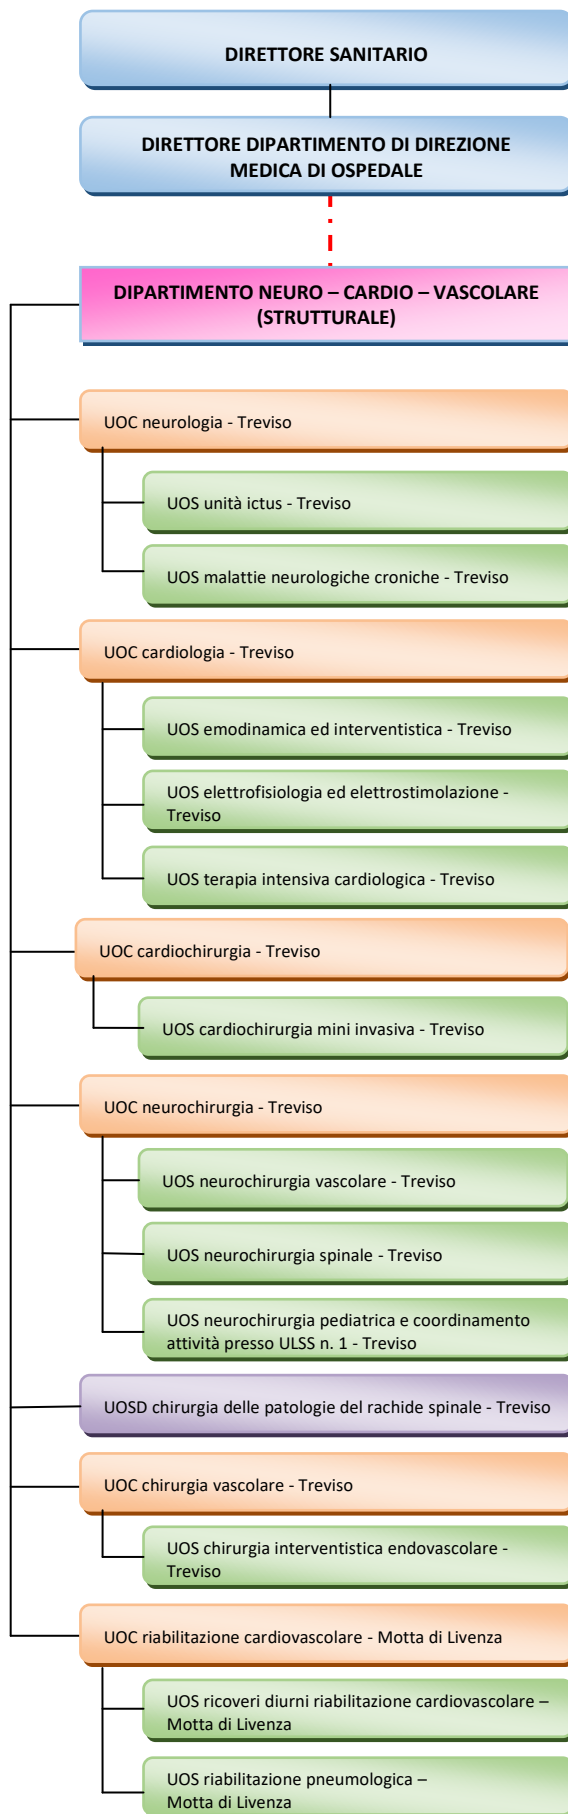 DIRETTORE SANITARIO
DIRETTORE DIPARTIMENTO DI DIREZIONE
MEDICA DI OSPEDALE
DIPARTIMENTO NEURO – CARDIO – VASCOLARE
(STRUTTURALE)
UOC neurologia - Treviso
UOS unità ictus - Treviso
UOS malattie neurologiche croniche - Treviso
UOC cardiologia - Treviso
UOS emodinamica ed interventistica - Treviso
UOS elettrofisiologia ed elettrostimolazione -
Treviso
UOS terapia intensiva cardiologica - Treviso
UOC cardiochirurgia - Treviso
UOS cardiochirurgia mini invasiva - Treviso
UOC neurochirurgia - Treviso
UOS neurochirurgia vascolare - Treviso
UOS neurochirurgia spinale - Treviso
UOS neurochirurgia pediatrica e coordinamento
attività presso ULSS n. 1 - Treviso
UOSD chirurgia delle patologie del rachide spinale - Treviso
UOC chirurgia vascolare - Treviso
UOS chirurgia interventistica endovascolare -
Treviso
UOC riabilitazione cardiovascolare - Motta di Livenza
UOS ricoveri diurni riabilitazione cardiovascolare –
Motta di Livenza
UOS riabilitazione pneumologica –
Motta di Livenza